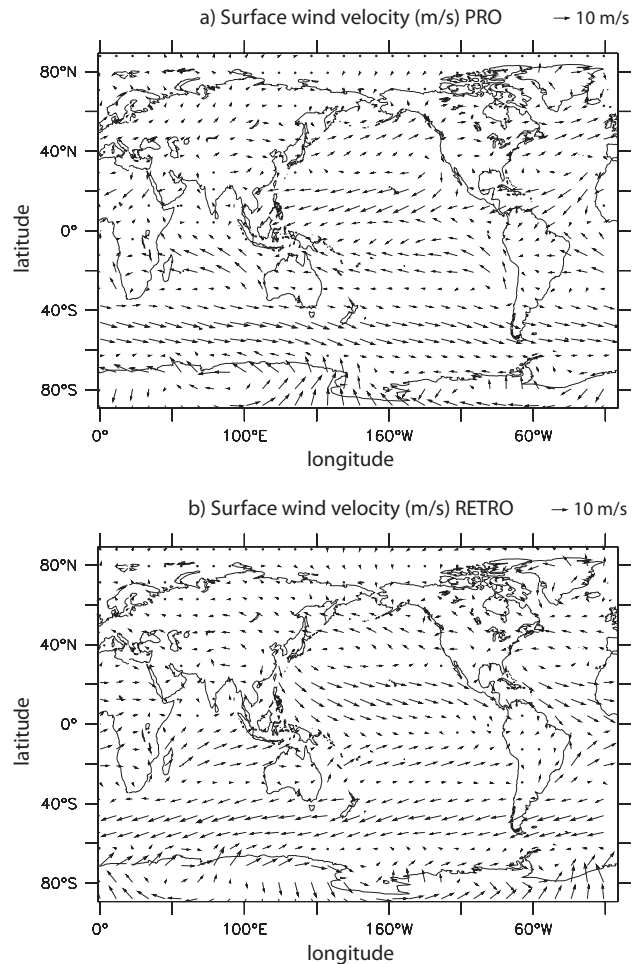 a) Surface wind velocity (m/s) PRO
10 m/s
80°N
40°N
0°
40°S
80°S
latitude
0°
100°E
160°W
60°W
longitude
b) Surface wind velocity (m/s) RETRO
10 m/s
80°N
40°N
0°
40°S
80°S
latitude
0°
100°E
160°W
60°W
longitude